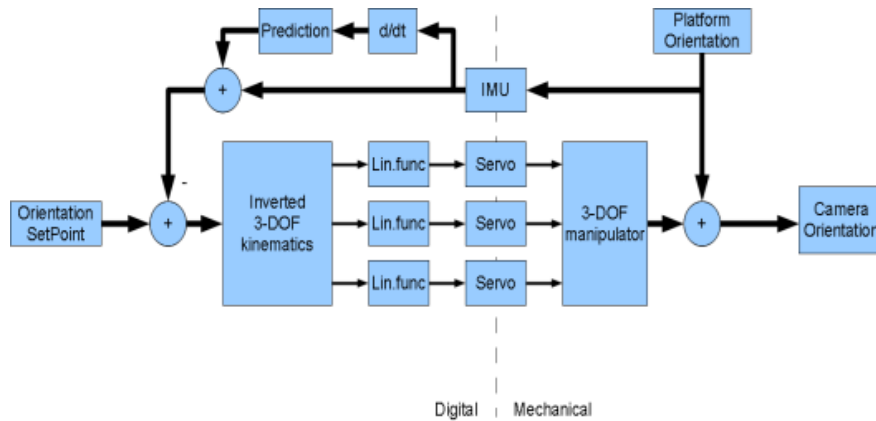 Prediction
d/dt
Platform
Orientation
+
IMU
-
Lin.func
Servo
Orientation
SetPoint
+
Inverted
3-DOF
kinematics
Lin.func
Servo
3-DOF
manipulator
+
Camera
Orientation
Lin.func
Servo
Digital
Mechanical